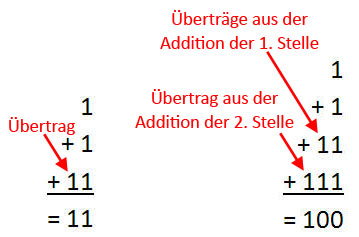 Übertrag
1
+ 1
+ 11
= 11
Überträge aus der
Addition der 1. Stelle
Übertrag aus der
Addition der 2. Stelle
1
+ 1
+ 11
+ 111
= 100